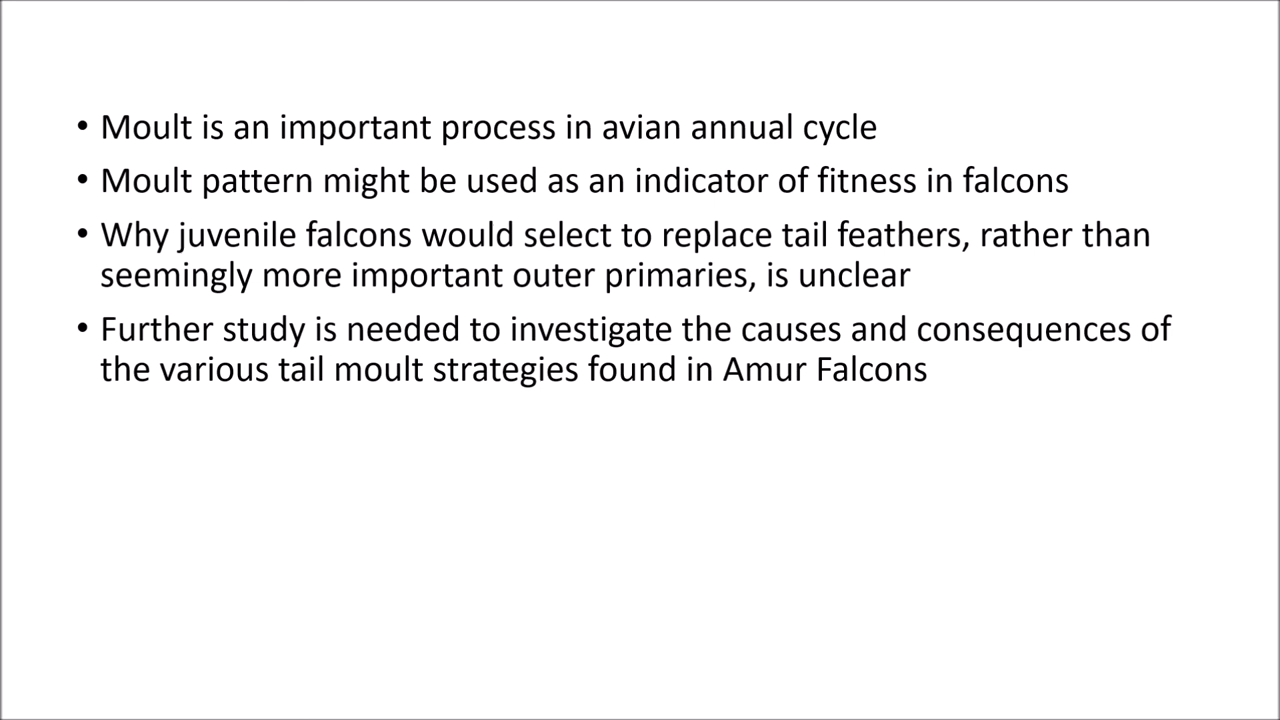 • Moult is an important process in avian annual cycle
• Moult pattern might be used as an indicator of fitness in falcons
• Why juvenile falcons would select to replace tail feathers, rather than
seemingly more important outer primaries, is unclear
• Further study is needed to investigate the causes and consequences of
the various tail moult strategies found in Amur Falcons